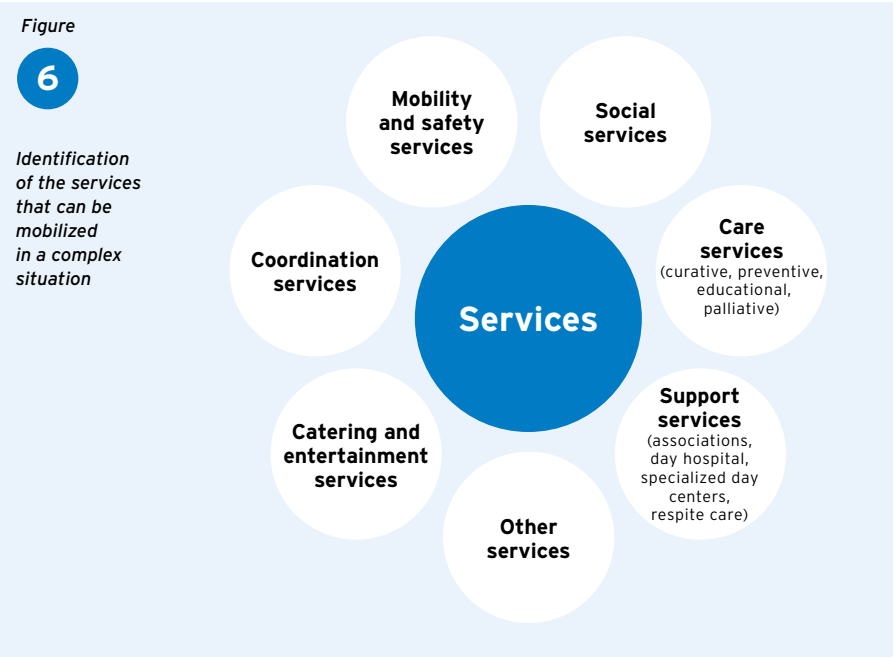 Figure
6
Identification
of the services
that can be
mobilized
in a complex
situation
Mobility
and safety
services
Social
services
Care
services
(curative, preventive,
educational,
palliative)
Support
services
(associations,
day hospital,
specialized day
centers,
respite care)
Other
services
Catering and
entertainment
services
Coordination
services
Services